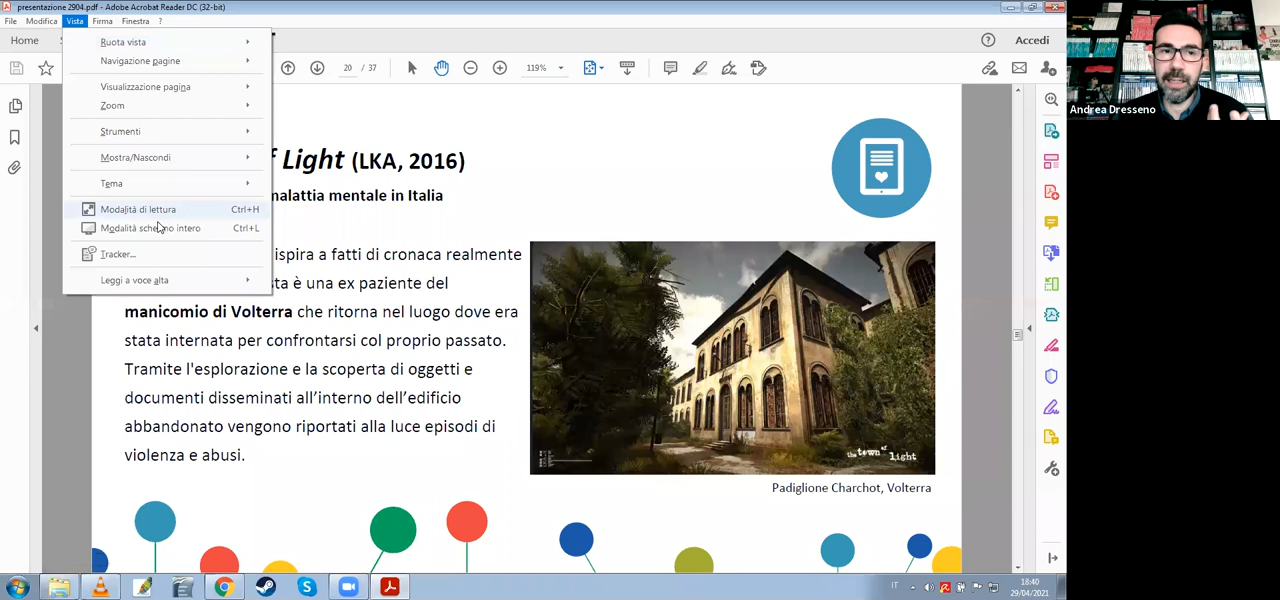 presentazione 2904.pdf - Adobe Acrobat Reader DC (32-bit)
File Modifica Vista Firma Finestra ?
Home
Accedi
20 / 37
119%
Ruota vista
Navigazione pagine
Visualizzazione pagina
Zoom
Strumenti
Mostra/Nascondi
Tema
Modalità di lettura Ctrl+H
Modalità schermo intero Ctrl+L
Tracker...
Leggi a voce alta
Andrea Dresseno
f Light (LKA, 2016)
malattia mentale in Italia
ispira a fatti di cronaca realmente
ta è una ex paziente del
manicomio di Volterra che ritorna nel luogo dove era
stata internata per confrontarsi col proprio passato.
Tramite l'esplorazione e la scoperta di oggetti e
documenti disseminati all'interno dell'edificio
abbandonato vengono riportati alla luce episodi di
violenza e abusi.
the town of light
Padiglione Charchot, Volterra
IT
18:40
29/04/2021